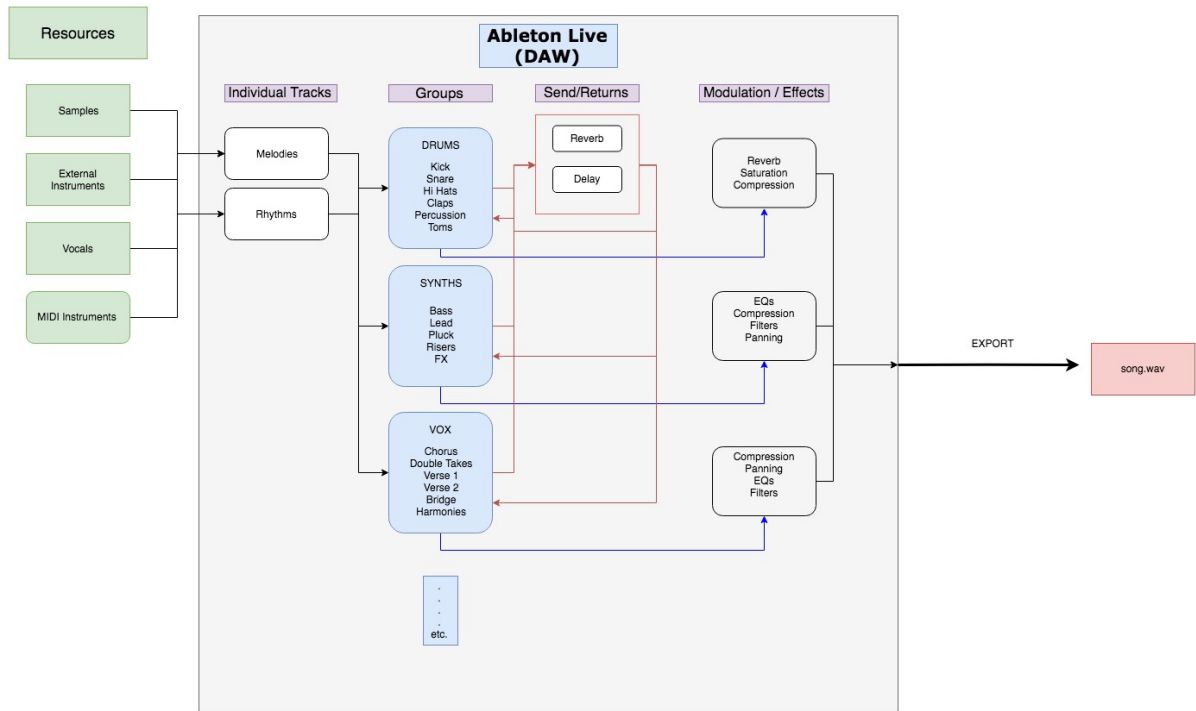 Resources
Samples
External
Instruments
Vocals
MIDI Instruments
Ableton Live
(DAW)
Individual Tracks
Melodies
Rhythms
Groups
DRUMS
Kick
Snare
Hi Hats
Claps
Percussion
Toms
SYNTHS
Bass
Lead
Pluck
Risers
FX
VOX
Chorus
Double Takes
Verse 1
Verse 2
Bridge
Harmonies
.
.
.
.
etc.
Send/Returns
Reverb
Delay
Modulation / Effects
Reverb
Saturation
Compression
EQs
Compression
Filters
Panning
Compression
Panning
EQs
Filters
EXPORT
song.wav